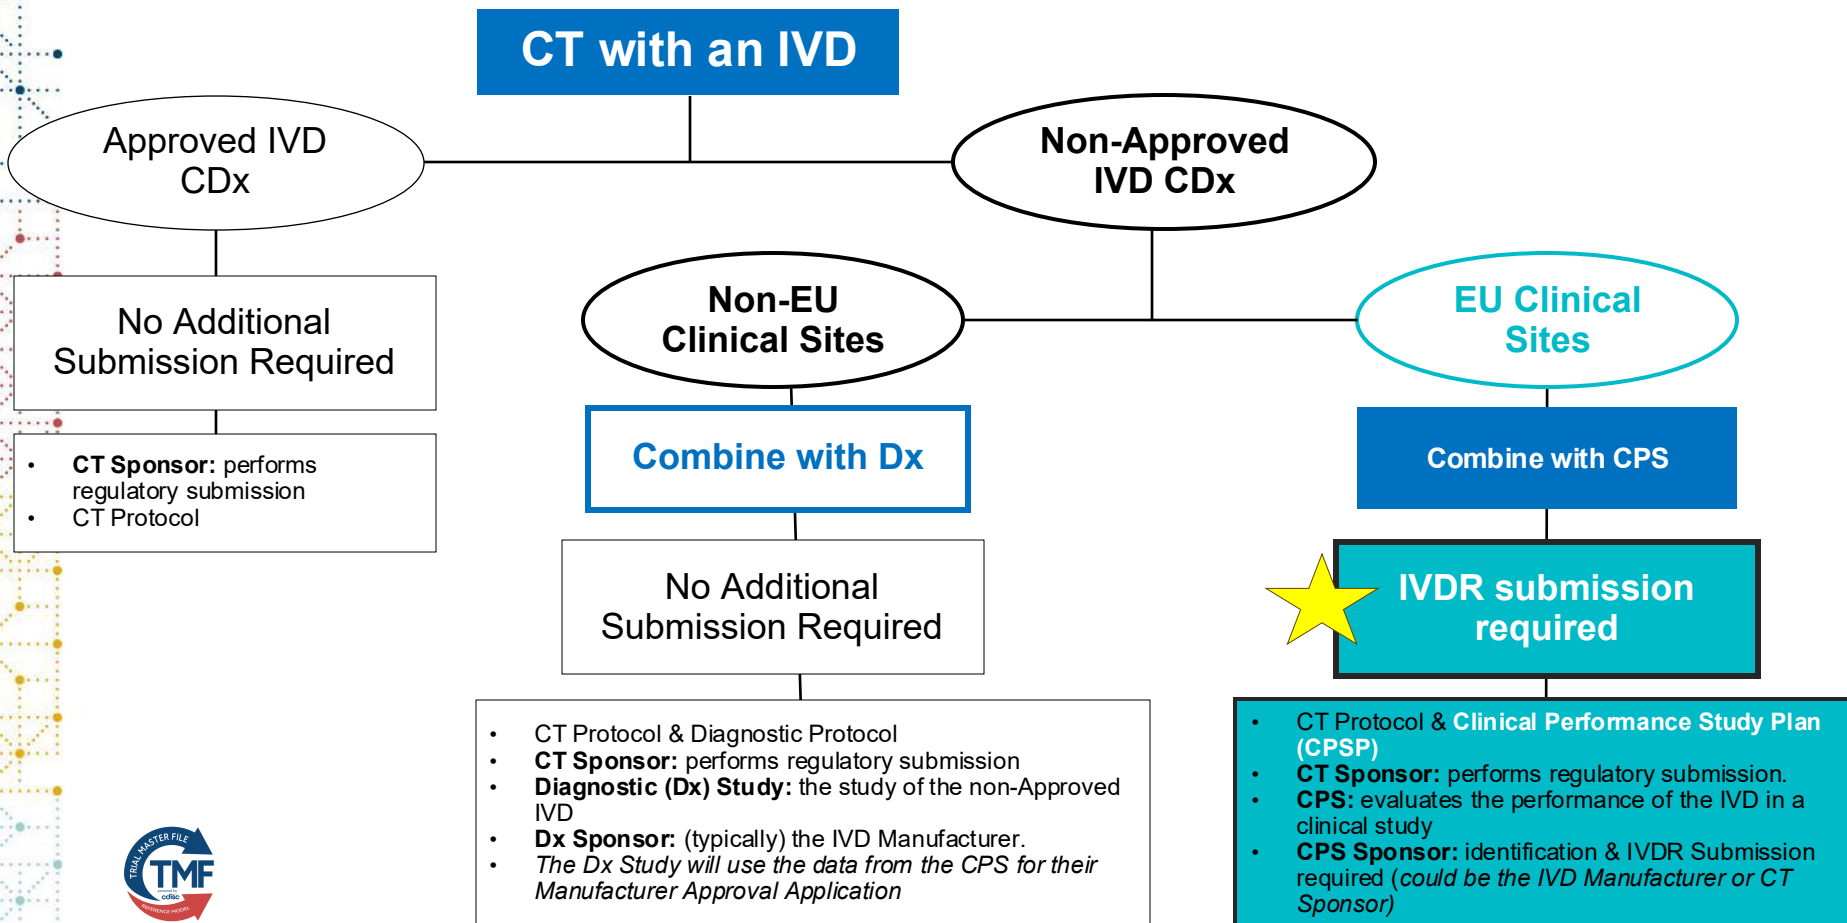 CT with an IVD
Approved IVD
CDx
Non-Approved
IVD CDx
No Additional
Submission Required
• CT Sponsor: performs
regulatory submission
• CT Protocol
Non-EU
Clinical Sites
EU Clinical
Sites
Combine with Dx
Combine with CPS
No Additional
Submission Required
IVDR submission
required
• CT Protocol & Diagnostic Protocol
• CT Sponsor: performs regulatory submission
• Diagnostic (Dx) Study: the study of the non-Approved
IVD
• Dx Sponsor: (typically) the IVD Manufacturer.
• The Dx Study will use the data from the CPS for their
Manufacturer Approval Application
• CT Protocol & Clinical Performance Study Plan
(CPSP)
• CT Sponsor: performs regulatory submission.
• CPS: evaluates the performance of the IVD in a
clinical study
• CPS Sponsor: identification & IVDR Submission
required (could be the IVD Manufacturer or CT
Sponsor)
TRIAL MASTER FILE
TMF
powered by
cdisc
REFERENCE MODEL